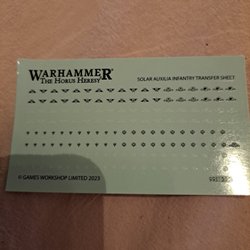 WARHAMMER
THE HORUS HERESY
SOLAR AUXILIA INFANTRY TRANSFER SHEET
© GAMES WORKSHOP LIMITED 2023